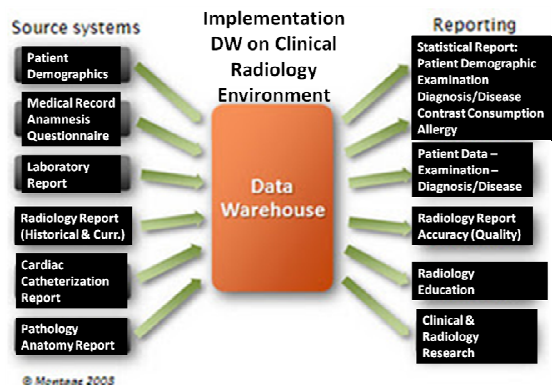 Implementation
DW on Clinical
Radiology
Environment
Source systems
Patient
Demographics
Medical Record
Anamnesis
Questionnaire
Laboratory
Report
Radiology Report
(Historical & Curr.)
Cardiac
Catheterization
Report
Pathology
Anatomy Report
Data
Warehouse
Reporting
Statistical Report:
Patient Demographic
Examination
Diagnosis/Disease
Contrast Consumption
Allergy
Patient Data –
Examination –
Diagnosis/Disease
Radiology Report
Accuracy (Quality)
Radiology
Education
Clinical &
Radiology
Research
© 2008